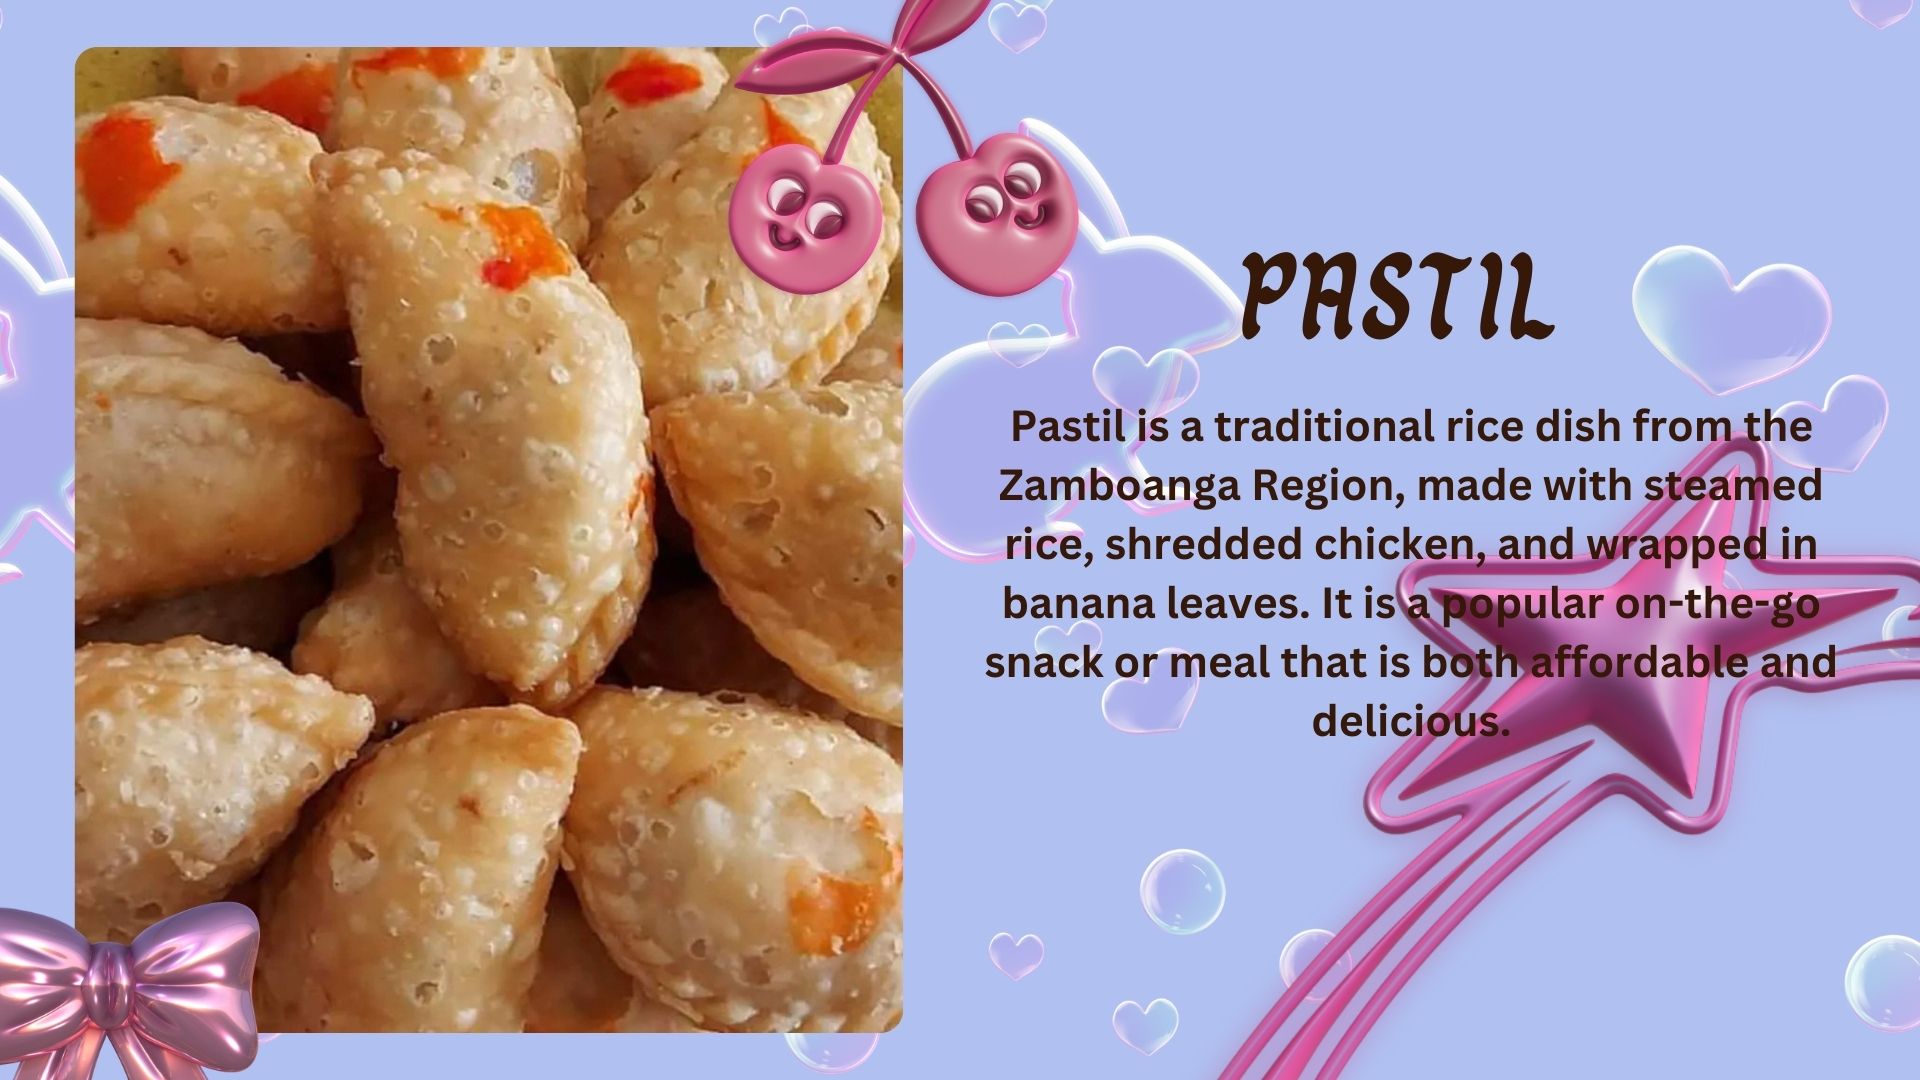 PASTIL
Pastil is a traditional rice dish from the
Zamboanga Region, made with steamed
rice, shredded chicken, and wrapped in
banana leaves. It is a popular on-the-go
snack or meal that is both affordable and
delicious.